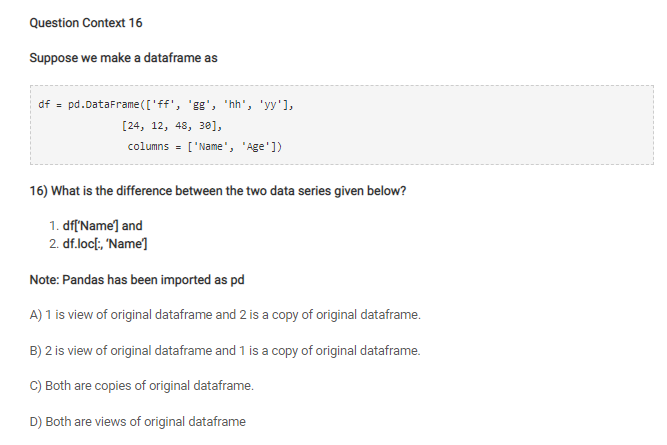 Question Context 16
Suppose we make a dataframe as
df = pd.DataFrame(['ff', 'gg', 'hh', 'yy'],
[24, 12, 48, 30],
columns = ['Name', 'Age'])
16) What is the difference between the two data series given below?
1. df[‘Name’] and
2. df.loc[:, ‘Name’]
Note: Pandas has been imported as pd
A) 1 is view of original dataframe and 2 is a copy of original dataframe.
B) 2 is view of original dataframe and 1 is a copy of original dataframe.
C) Both are copies of original dataframe.
D) Both are views of original dataframe